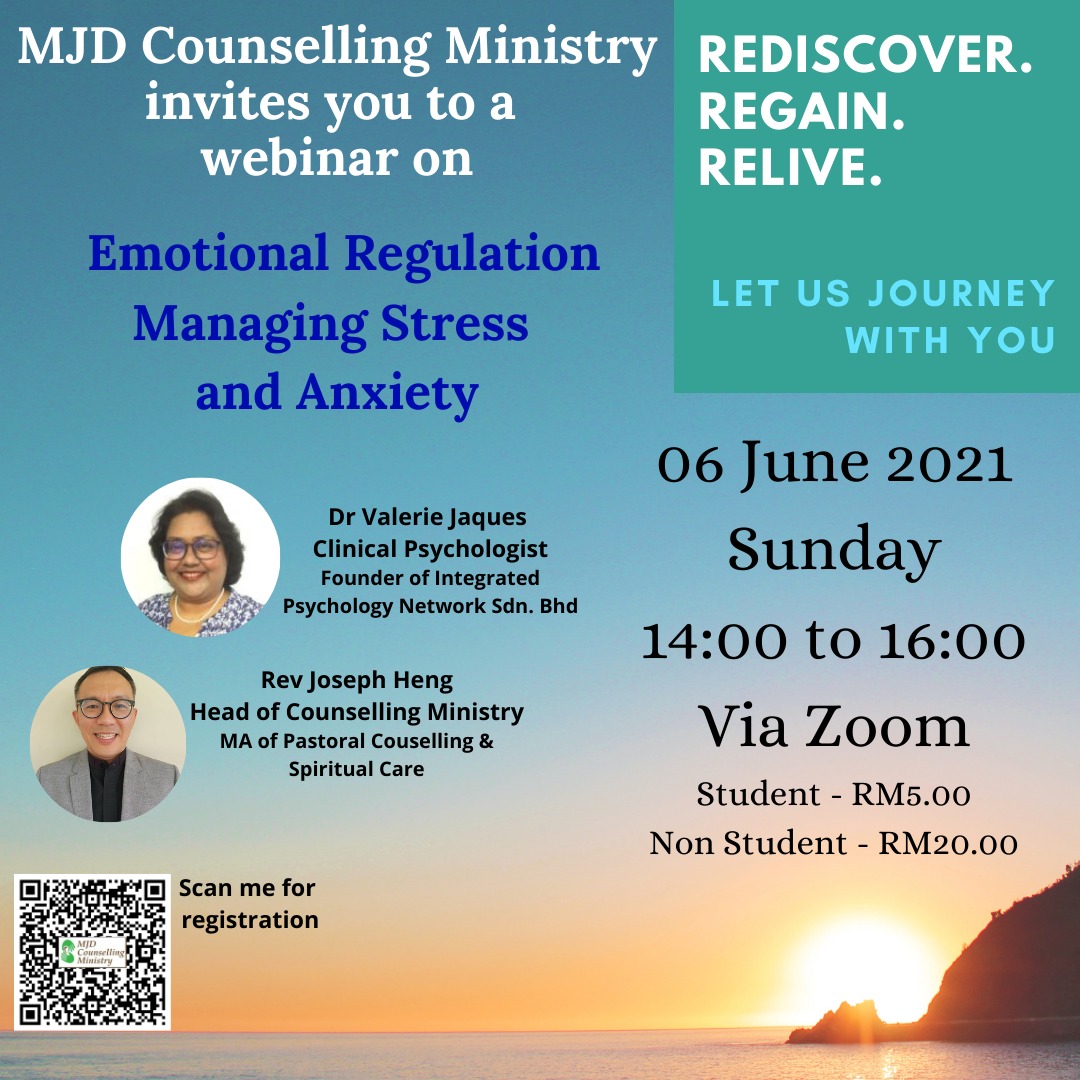 MJD Counselling Ministry
invites you to a
webinar on
Emotional Regulation
Managing Stress
and Anxiety
REDISCOVER.
REGAIN.
RELIVE.
LET US JOURNEY
WITH YOU
Dr Valerie Jaques
Clinical Psychologist
Founder of Integrated
Psychology Network Sdn. Bhd
Rev Joseph Heng
Head of Counselling Ministry
MA of Pastoral Couselling &
Spiritual Care
06 June 2021
Sunday
14:00 to 16:00
Via Zoom
Student - RM5.00
Non Student - RM20.00
Scan me for
registration
MJD
Counselling
Ministry